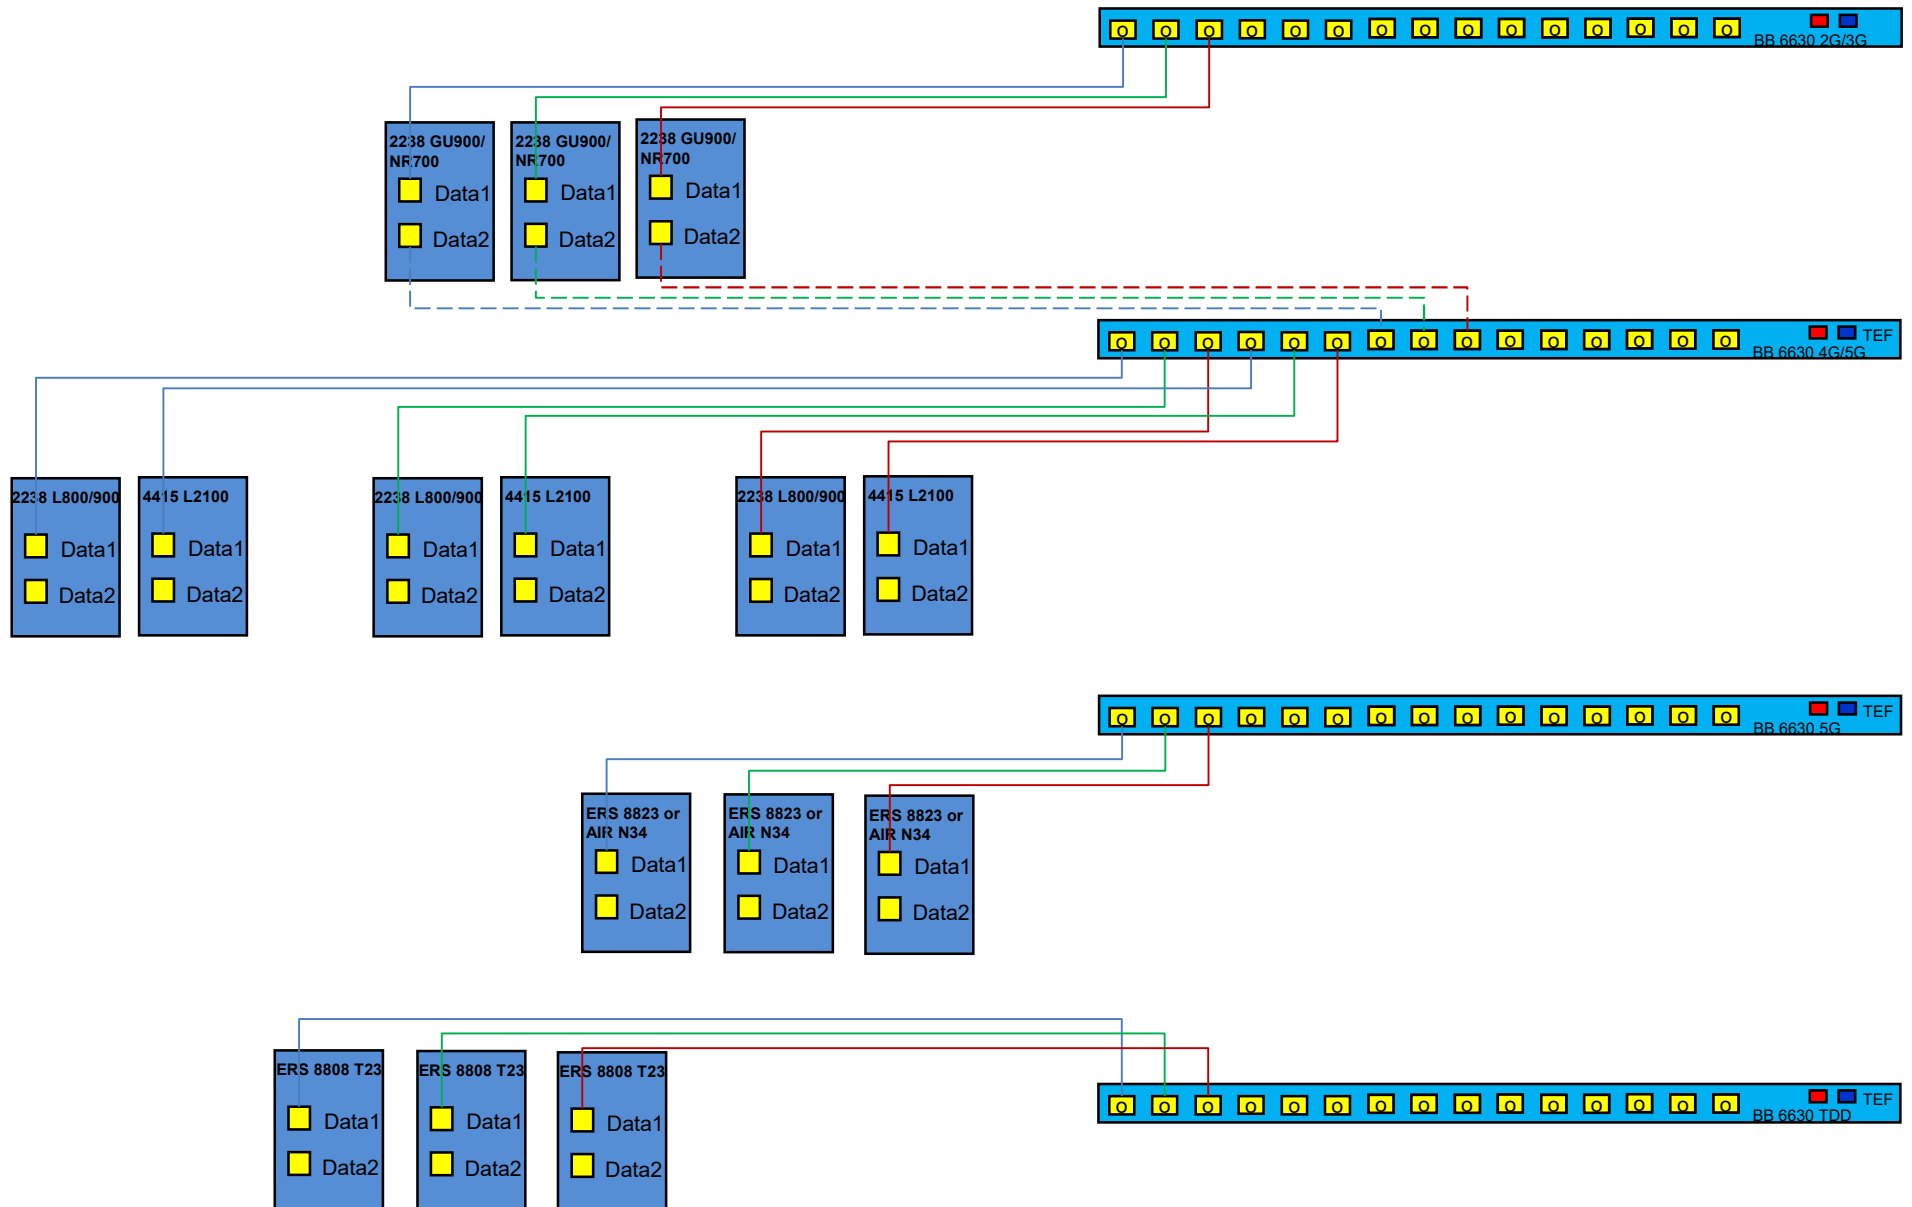 O O O O O O O O O O O O O O O
BB 6630 2G/3G
2238 GU900/
NR700
Data1
Data2
2238 GU900/
NR700
Data1
Data2
2238 GU900/
NR700
Data1
Data2
O O O O O O O O O O O O O O O
TEF
BB 6630 4G/5G
2238 L800/900
Data1
Data2
4415 L2100
Data1
Data2
2238 L800/900
Data1
Data2
4415 L2100
Data1
Data2
2238 L800/900
Data1
Data2
4415 L2100
Data1
Data2
O O O O O O O O O O O O O O O
TEF
BB 6630 5G
ERS 8823 or
AIR N34
Data1
Data2
ERS 8823 or
AIR N34
Data1
Data2
ERS 8823 or
AIR N34
Data1
Data2
ERS 8808 T23
Data1
Data2
ERS 8808 T23
Data1
Data2
ERS 8808 T23
Data1
Data2
O O O O O O O O O O O O O O O
TEF
BB 6630 TDD